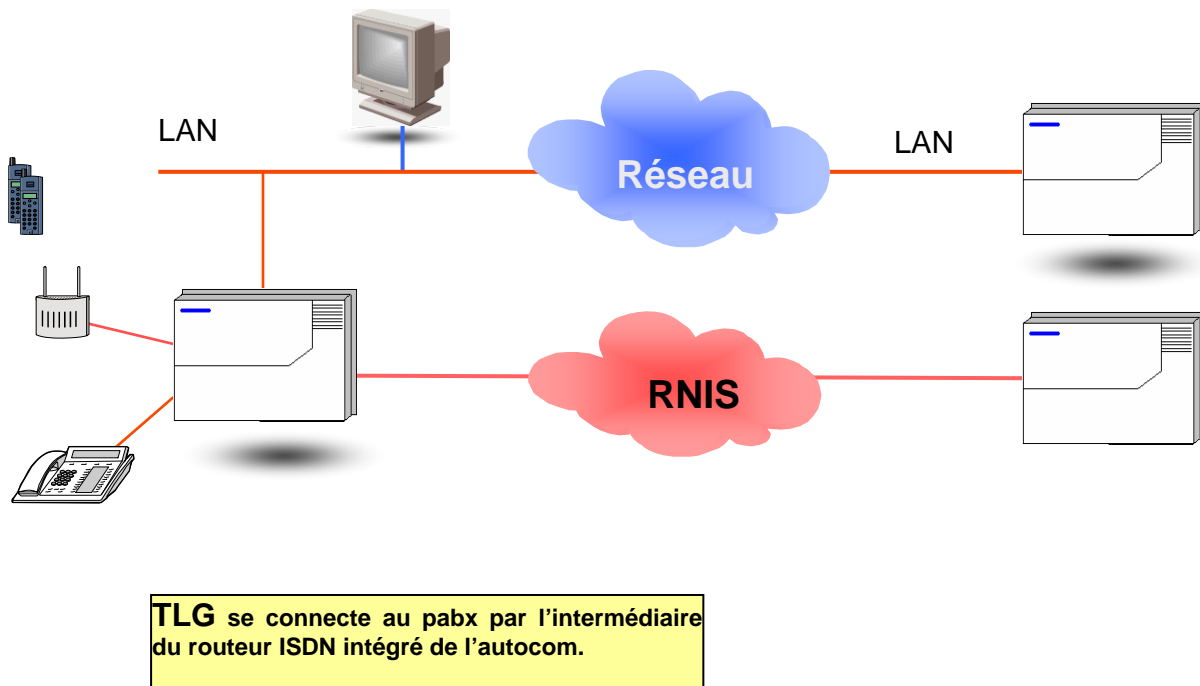 LAN
Réseau
LAN
RNIS
TLG se connecte au pabx par l’intermédiaire
du routeur ISDN intégré de l’autocom.